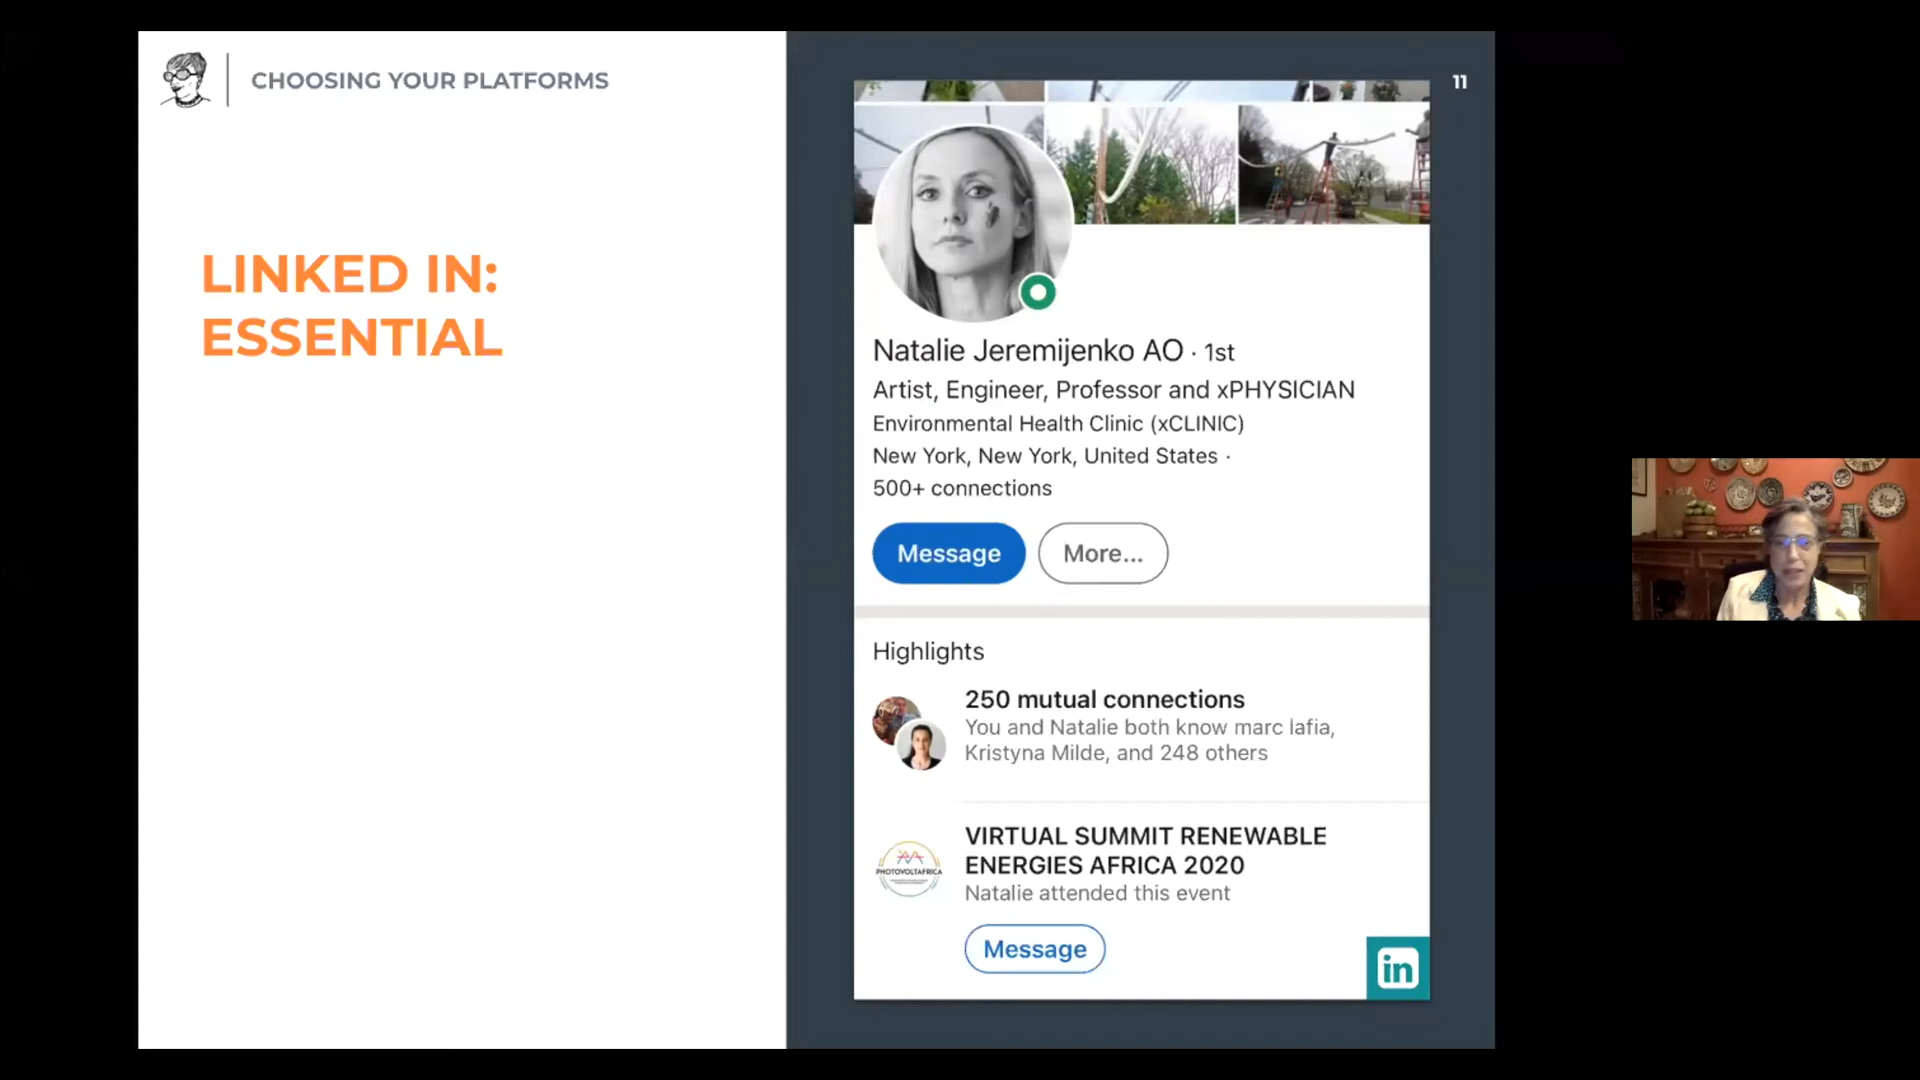 CHOOSING YOUR PLATFORMS
11
LINKED IN:
ESSENTIAL
Natalie Jeremijenko AO · 1st
Artist, Engineer, Professor and xPHYSICIAN
Environmental Health Clinic (xCLINIC)
New York, New York, United States ·
500+ connections
Message
More...
Highlights
250 mutual connections
You and Natalie both know marc lafia,
Kristyna Milde, and 248 others
PHOTOVOLTAFRICA
VIRTUAL SUMMIT RENEWABLE
ENERGIES AFRICA 2020
Natalie attended this event
Message
in